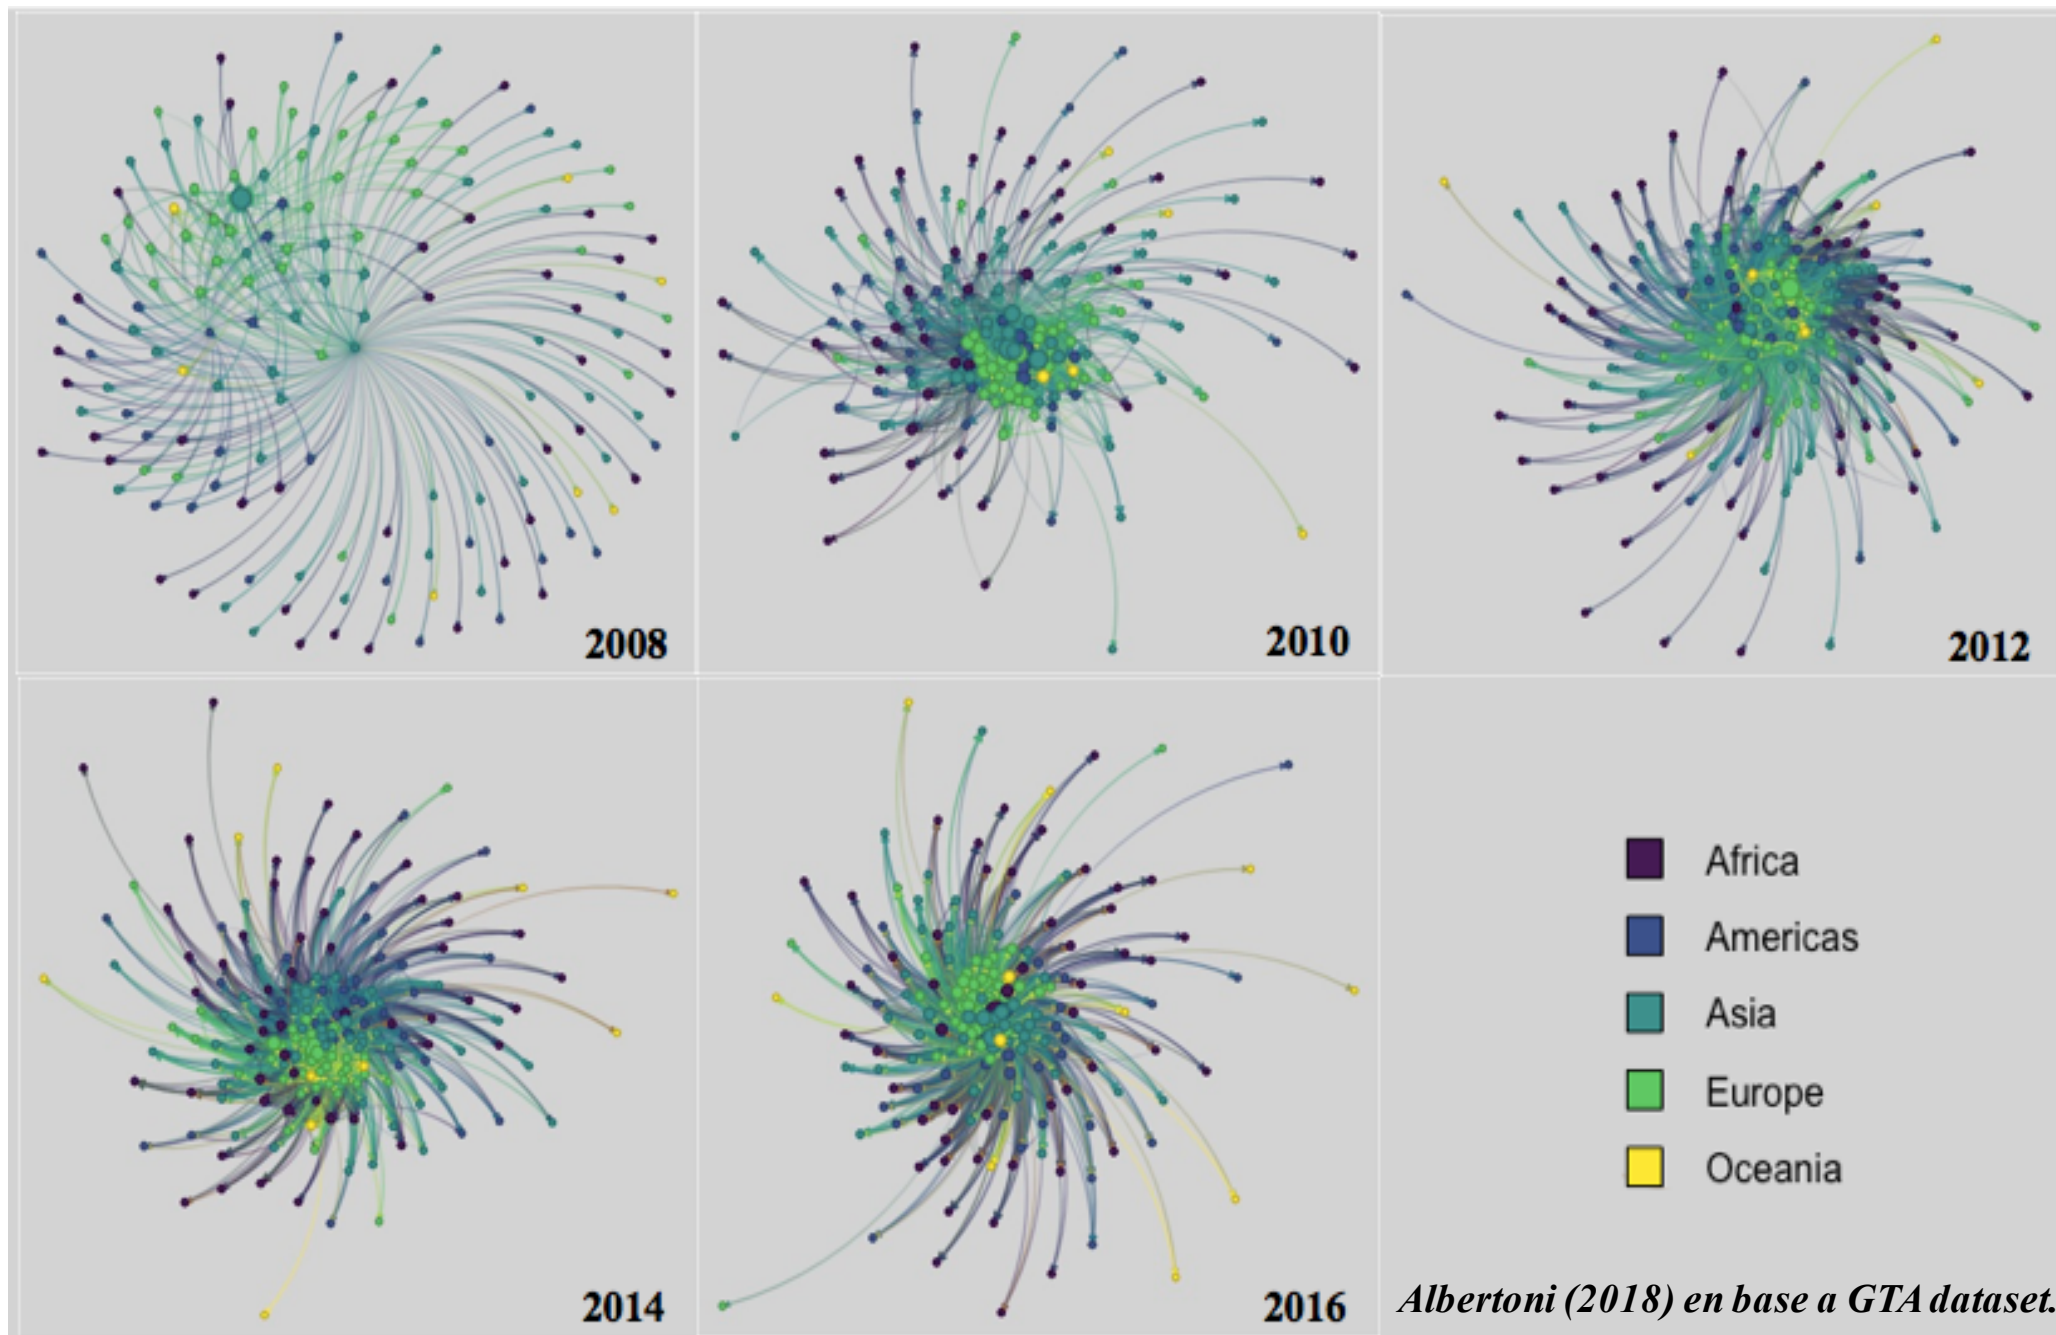 2008
2010
2012
2014
2016
Africa
Americas
Asia
Europe
Oceania
Albertoni (2018) en base a GTA dataset.